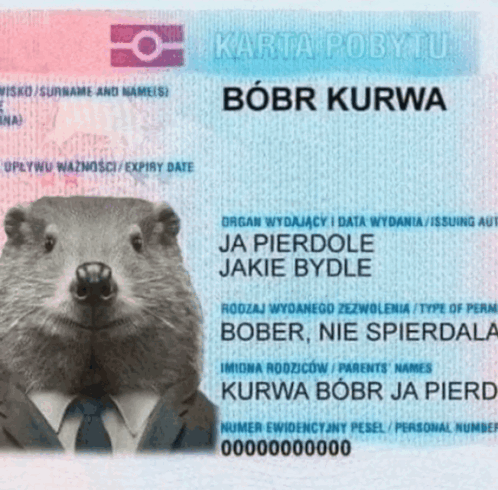 KARTA POBYTU
WISKO/SURNAME AND NAME(S)
BÓBR KURWA
INA)
UPŁYWU WAŻNOŚCI/EXPIRY DATE
ORGAN WYDAJĄCY I DATA WYDANIA/ISSUING AUT
JA PIERDOLE
JAKIE BYDLE
RODZAJ WYDANEGO ZEZWOLENIA / TYPE OF PERM
BOBER, NIE SPIERDALA
IMIONA RODZICÓW / PARENTS' NAMES
KURWA BÓBR JA PIERD
NUMER EWIDENCYJNY PESEL / PERSONAL NUMBER
00000000000